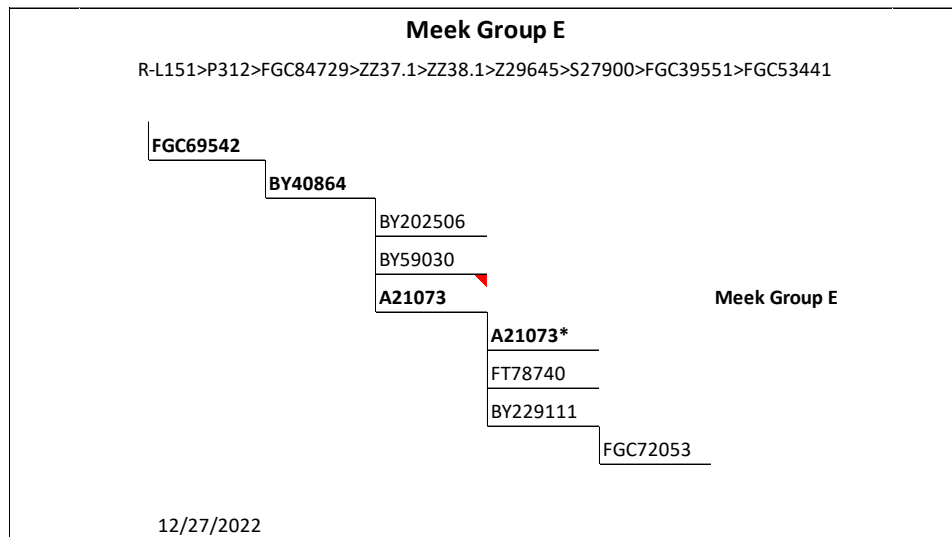 Meek Group E
R-L151>P312>FGC84729>ZZ37.1>ZZ38.1>Z29645>S27900>FGC39551>FGC53441
FGC69542
BY40864
BY202506
BY59030
A21073 Meek Group E
A21073*
FT78740
BY229111
FGC72053
12/27/2022